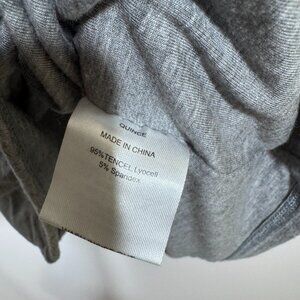 QUINCE
MADE IN CHINA
95%TENCEL Lyocell
5% Spandex